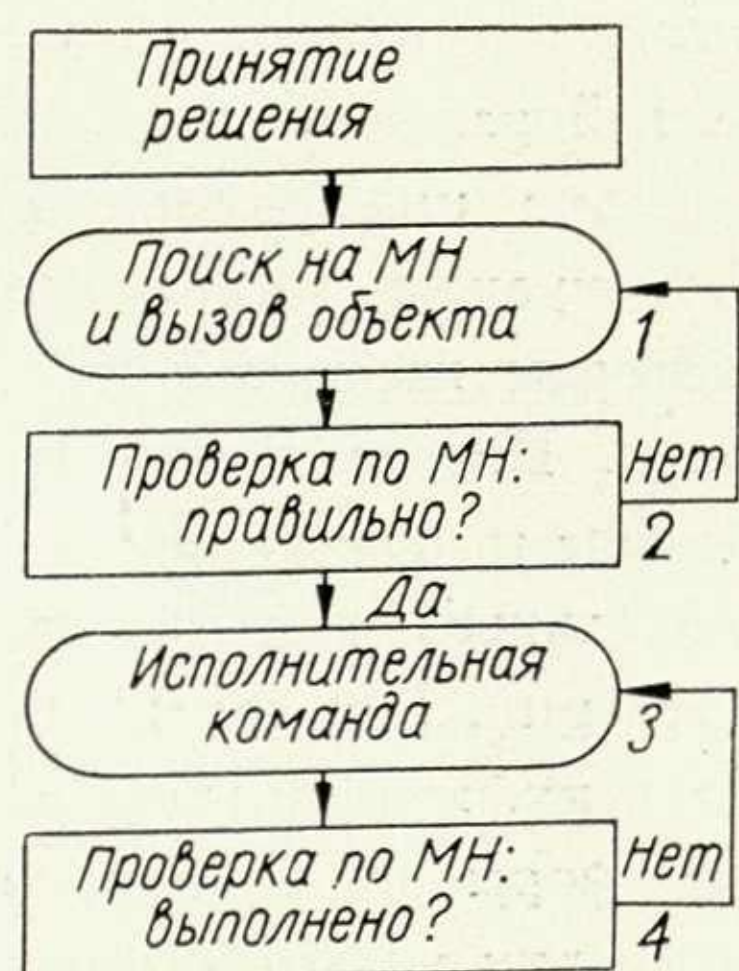 Принятие
решения
Поиск на МН
и вызов объекта
1
Проверка по МН:
правильно?
Нет
2
Да
Исполнительная
команда
3
Проверка по МН:
выполнено?
Нет
4